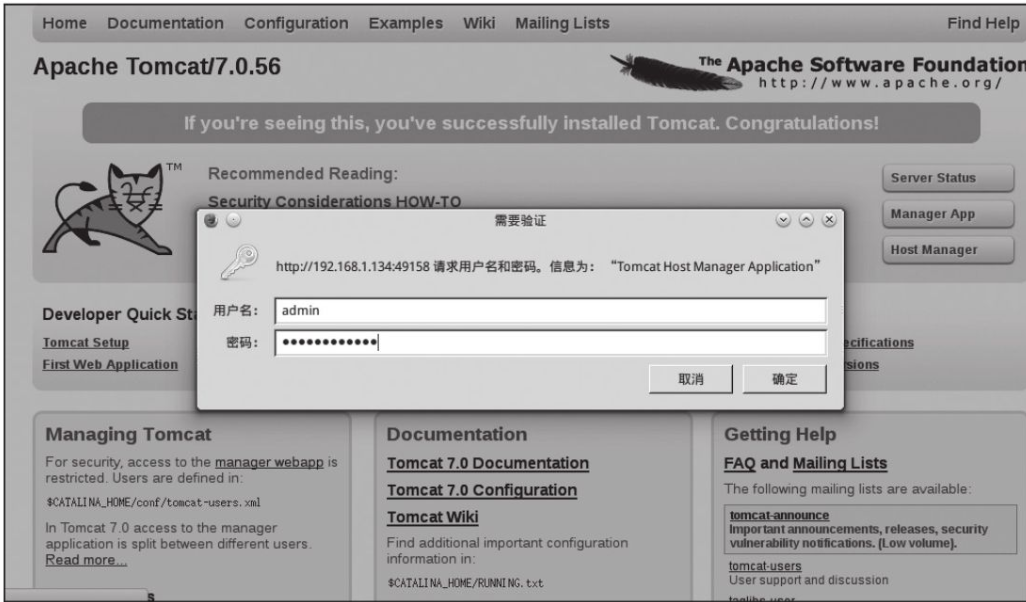 Home Documentation Configuration Examples Wiki Mailing Lists Find Help
Apache Tomcat/7.0.56
The Apache Software Foundation
http://www.apache.org/
If you're seeing this, you've successfully installed Tomcat. Congratulations!
TM
Recommended Reading:
Security Considerations HOW-TO
Server Status
Manager App
Host Manager
需要验证
http://192.168.1.134:49158 请求用户名和密码。信息为： “Tomcat Host Manager Application”
用户名： admin
密码： ●●●●●●●●●●●●
取消 确定
Developer Quick St
Tomcat Setup
First Web Application
ecifications
sions
Managing Tomcat
For security, access to the manager webapp is
restricted. Users are defined in:
$CATALINA_HOME/conf/tomcat-users.xml
In Tomcat 7.0 access to the manager
application is split between different users.
Read more...
Documentation
Tomcat 7.0 Documentation
Tomcat 7.0 Configuration
Tomcat Wiki
Find additional important configuration
information in:
$CATALINA_HOME/RUNNING.txt
Getting Help
FAQ and Mailing Lists
The following mailing lists are available:
tomcat-announce
Important announcements, releases, security
vulnerability notifications. (Low volume).
tomcat-users
User support and discussion
taglibs-user